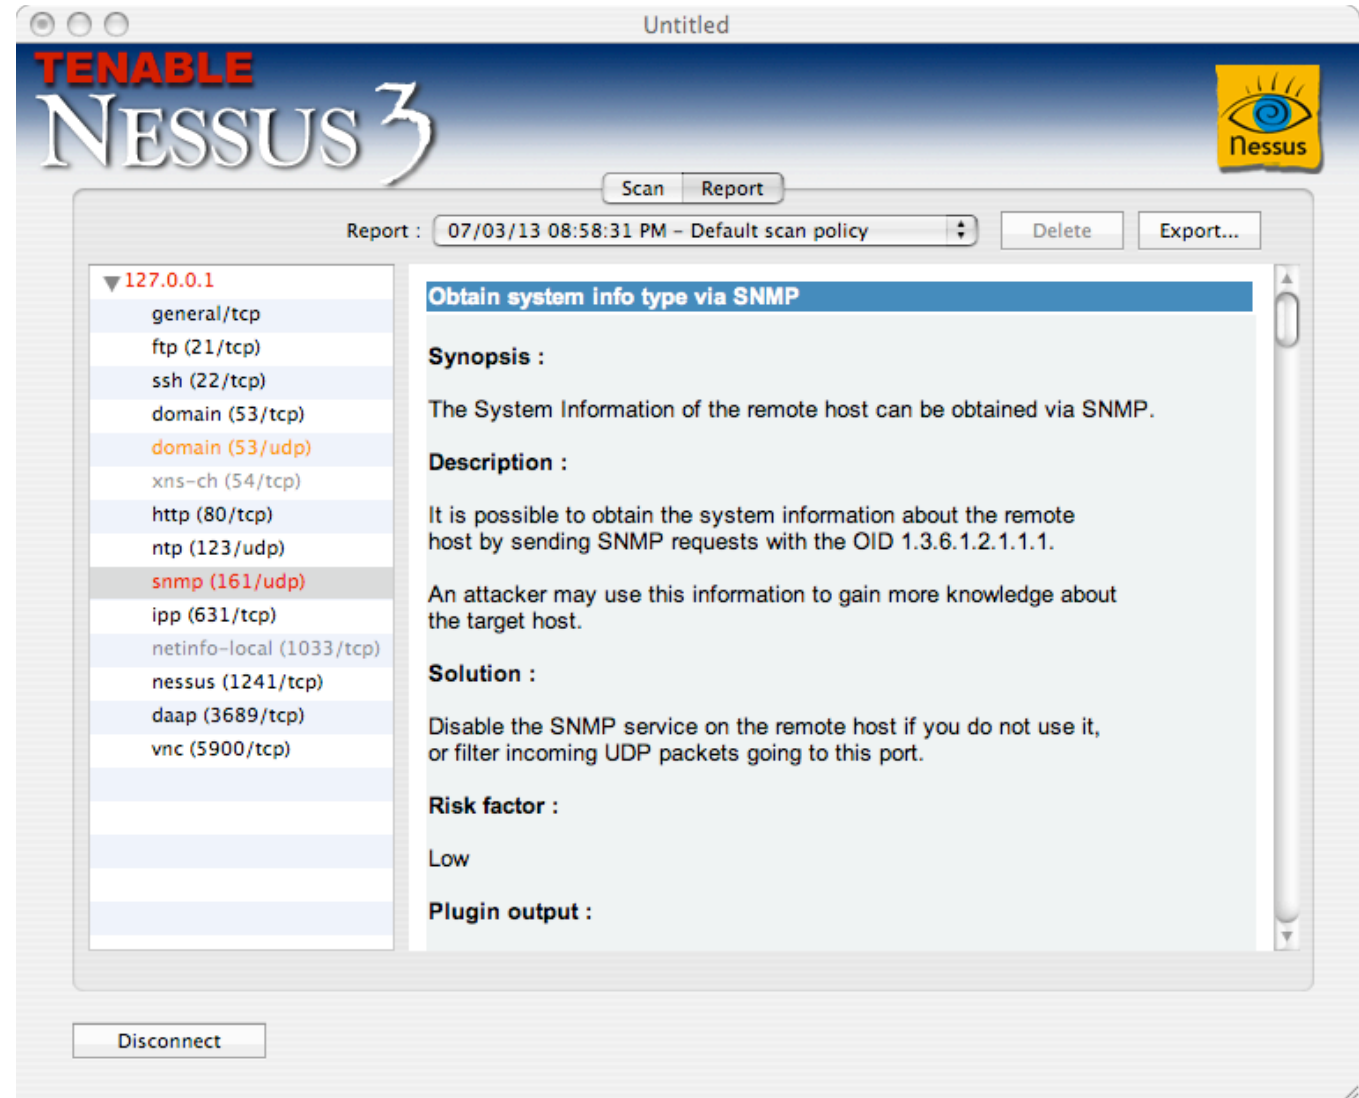 Untitled
TENABLE
NESSUS 3
nessus
Scan Report
Report : 07/03/13 08:58:31 PM – Default scan policy Delete Export...
127.0.0.1
general/tcp
ftp (21/tcp)
ssh (22/tcp)
domain (53/tcp)
domain (53/udp)
xns-ch (54/tcp)
http (80/tcp)
ntp (123/udp)
snmp (161/udp)
ipp (631/tcp)
netinfo-local (1033/tcp)
nessus (1241/tcp)
daap (3689/tcp)
vnc (5900/tcp)
Obtain system info type via SNMP
Synopsis :
The System Information of the remote host can be obtained via SNMP.
Description :
It is possible to obtain the system information about the remote
host by sending SNMP requests with the OID 1.3.6.1.2.1.1.1.
An attacker may use this information to gain more knowledge about
the target host.
Solution :
Disable the SNMP service on the remote host if you do not use it,
or filter incoming UDP packets going to this port.
Risk factor :
Low
Plugin output :
Disconnect